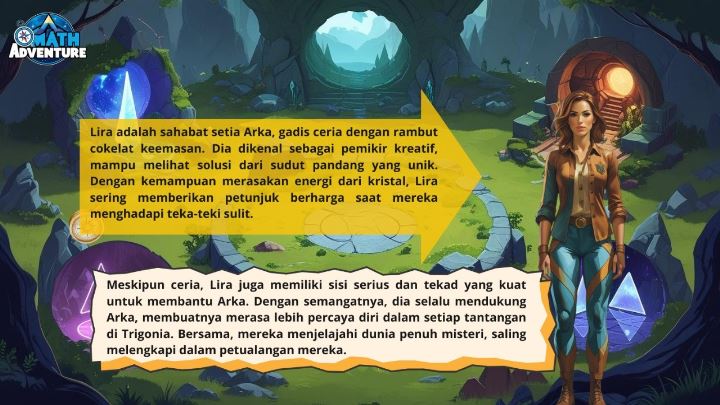 MATH
ADVENTURE
Lira adalah sahabat setia Arka, gadis ceria dengan rambut
cokelat keemasan. Dia dikenal sebagai pemikir kreatif,
mampu melihat solusi dari sudut pandang yang unik.
Dengan kemampuan merasakan energi dari kristal, Lira
sering memberikan petunjuk berharga saat mereka
menghadapi teka-teki sulit.
Meskipun ceria, Lira juga memiliki sisi serius dan tekad yang kuat
untuk membantu Arka. Dengan semangatnya, dia selalu mendukung
Arka, membuatnya merasa lebih percaya diri dalam setiap tantangan
di Trigonia. Bersama, mereka menjelajahi dunia penuh misteri, saling
melengkapi dalam petualangan mereka.